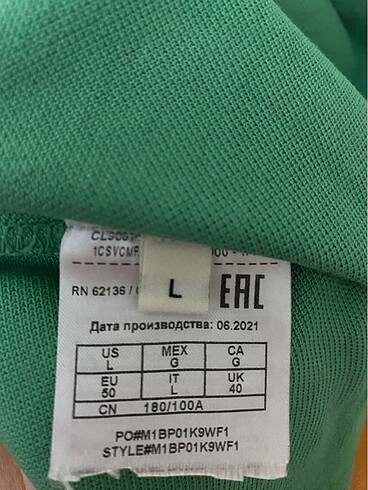 1CSVCMP
L
RN 62136 /
EAC
Дата производства: 06.2021
US MEX CA
L G G
EU IT UK
50 L 40
CN 180/100A
PO#M1BP01K9WF1
STYLE#M1BP01K9WF1